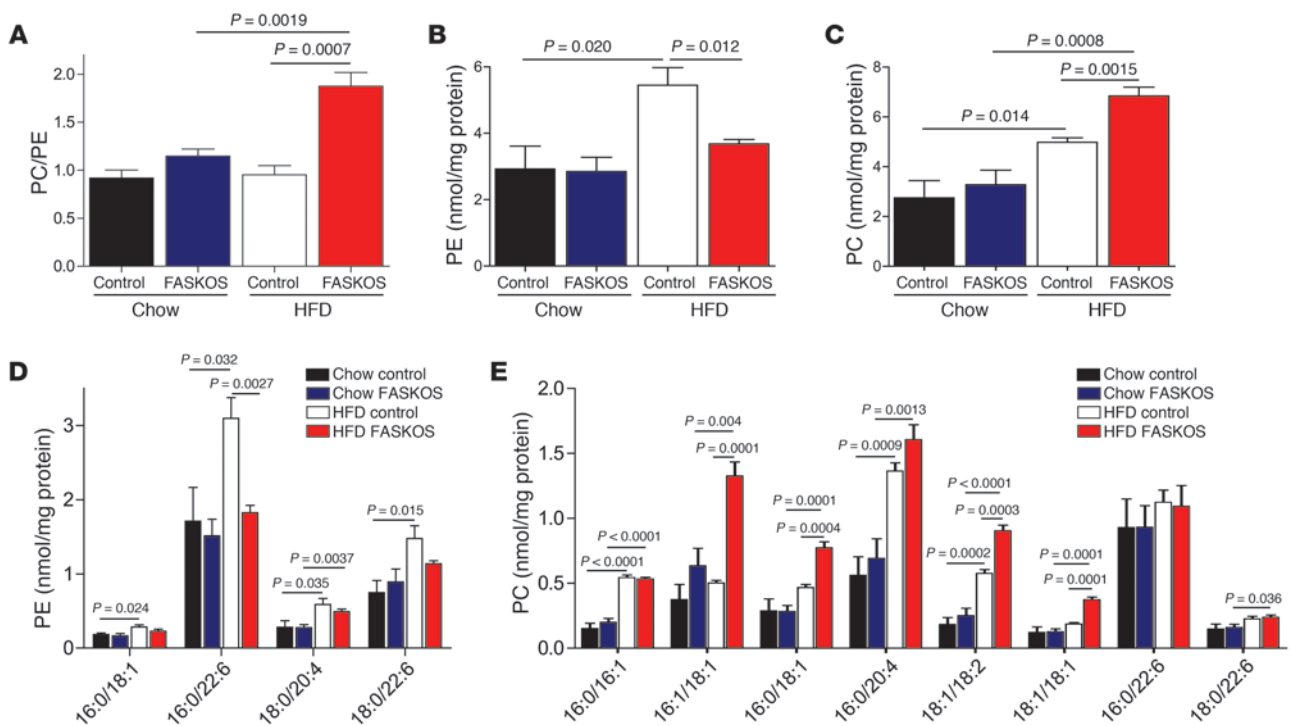 A
P = 0.0019
P = 0.0007
PC/PE
2.0
1.5
1.0
0.5
0.0
Control FASKOS Control FASKOS
Chow HFD
B
P = 0.020 P = 0.012
PE (nmol/mg protein)
6
4
2
0
Control FASKOS Control FASKOS
Chow HFD
C
P = 0.0008
P = 0.0015
P = 0.014
PC (nmol/mg protein)
8
6
4
2
0
Control FASKOS Control FASKOS
Chow HFD
D
P = 0.032
P = 0.0027
P = 0.015
P = 0.0037
P = 0.035
P = 0.024
Chow control
Chow FASKOS
HFD control
HFD FASKOS
PE (nmol/mg protein)
3
2
1
0
16:0/18:1
16:0/22:6
18:0/20:4
18:0/22:6
E
P < 0.0001
P < 0.0001
P = 0.004
P = 0.0001
P = 0.0001
P = 0.0004
P = 0.0013
P = 0.0009
P < 0.0001
P = 0.0003
P = 0.0002
P = 0.0001
P = 0.0001
P = 0.036
Chow control
Chow FASKOS
HFD control
HFD FASKOS
PC (nmol/mg protein)
2.0
1.5
1.0
0.5
0.0
16:0/16:1
16:1/18:1
16:0/18:1
16:0/20:4
18:1/18:2
18:1/18:1
16:0/22:6
18:0/22:6